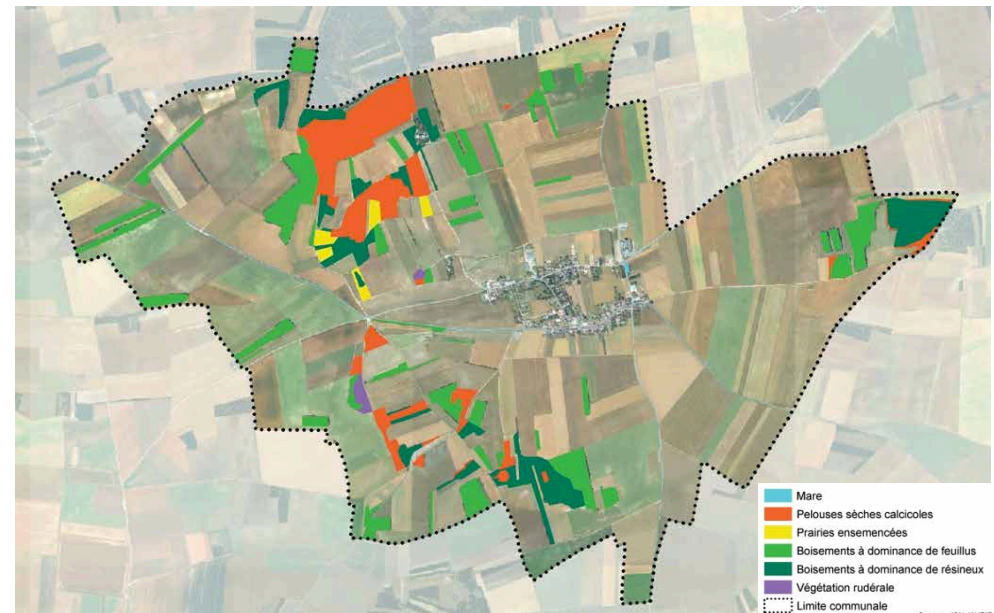 Mare
Pelouses sèches calcicoles
Prairies ensemencées
Boisements à dominance de feuillus
Boisements à dominance de résineux
Végétation rudérale
Limite communale